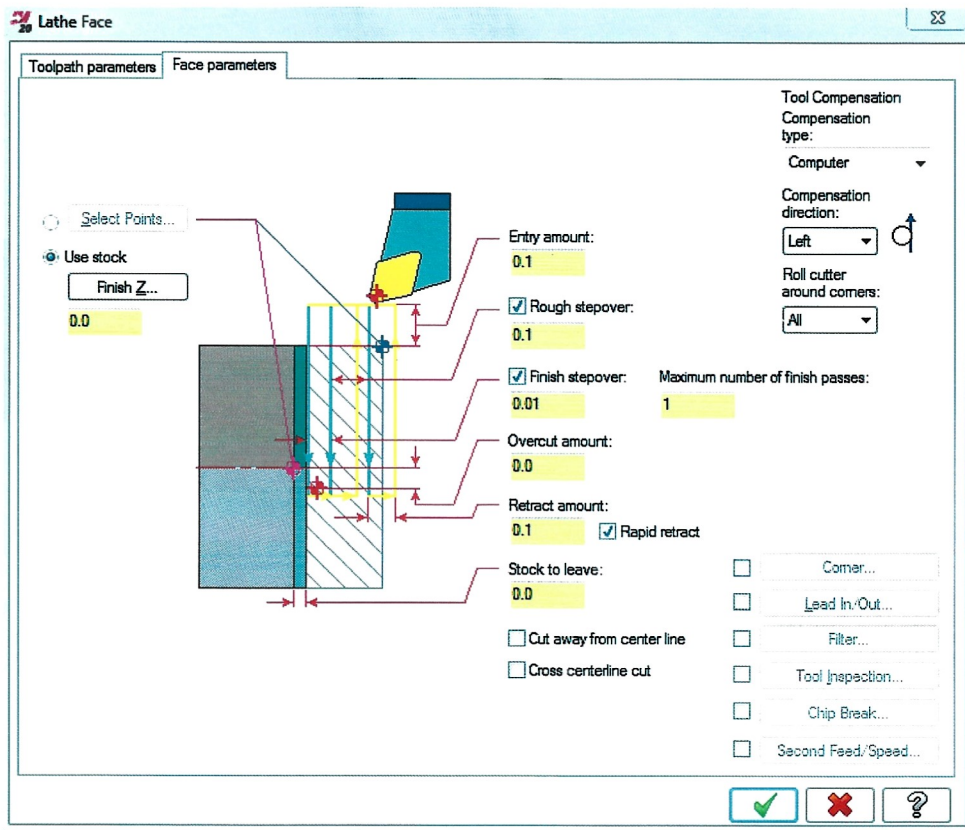 20 Lathe Face
Toolpath parameters Face parameters
Tool Compensation
Compensation
type:
Computer
Compensation
direction:
Left
Roll cutter
around corners:
All
Select Points...
Use stock
Finish Z...
0.0
Entry amount:
0.1
Rough stepover:
0.1
Finish stepover:
0.01
Maximum number of finish passes:
1
Overcut amount:
0.0
Retract amount:
0.1
Rapid retract
Stock to leave:
0.0
Cut away from center line
Cross centerline cut
Corner...
Lead In/Out...
Filter...
Tool Inspection...
Chip Break...
Second Feed/Speed...
?